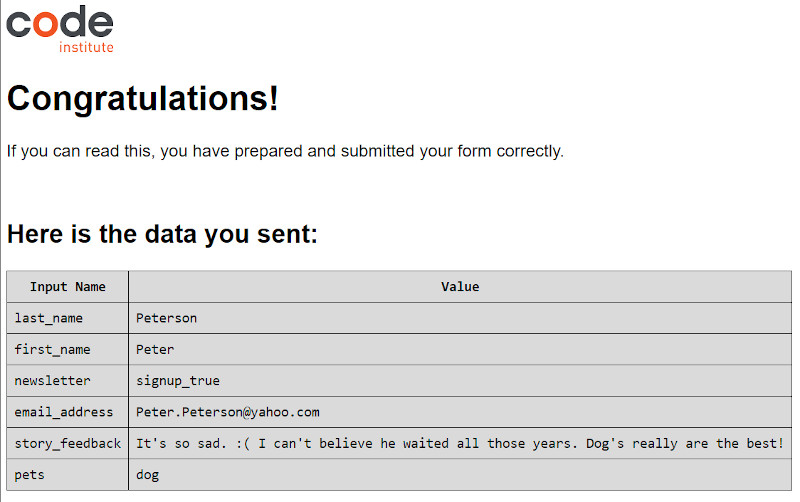 code
institute
Congratulations!
If you can read this, you have prepared and submitted your form correctly.
Here is the data you sent:
Input Name Value
last_name Peterson
first_name Peter
newsletter signup_true
email_address Peter.Peterson@yahoo.com
story_feedback It's so sad. :( I can't believe he waited all those years. Dog's really are the best!
pets dog